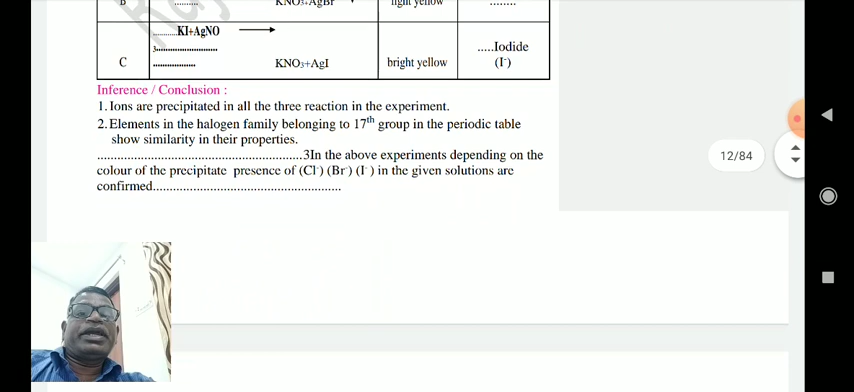 B .......... KNO3+AgBr light yellow ........
...........KI+AgNO ⟶
3........................... .....Iodide
C .................. KNO3+AgI bright yellow (I-)
Inference / Conclusion :
1. Ions are precipitated in all the three reaction in the experiment.
2. Elements in the halogen family belonging to 17th group in the periodic table
show similarity in their properties.
.............................................................3In the above experiments depending on the
colour of the precipitate presence of (Cl-) (Br-) (I-) in the given solutions are
confirmed........................................................
12/84